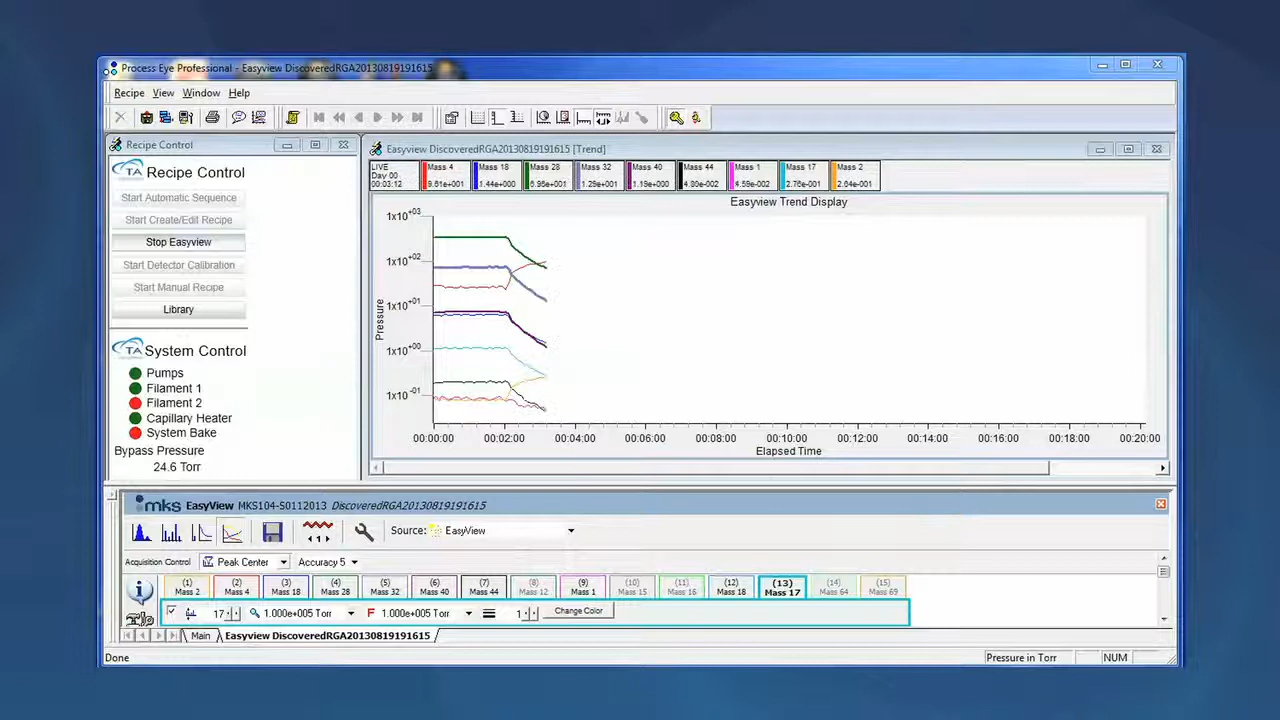 Process Eye Professional - Easyview DiscoveredRGA20130819191615
Recipe View Window Help
Recipe Control
TA Recipe Control
Start Automatic Sequence
Start Create/Edit Recipe
Stop Easyview
Start Detector Calibration
Start Manual Recipe
Library
TA System Control
Pumps
Filament 1
Filament 2
Capillary Heater
System Bake
Bypass Pressure
24.6 Torr
Easyview DiscoveredRGA20130819191615 [Trend]
LIVE Mass 4 Mass 18 Mass 28 Mass 32 Mass 40 Mass 44 Mass 1 Mass 17 Mass 2
Day 00
00:03:12 9.61e+001 1.44e+000 6.95e+001 1.29e+001 1.19e+000 4.80e-002 4.59e-002 2.76e-001 2.64e-001
Easyview Trend Display
1x10+03
1x10+02
1x10+01
1x10+00
1x10-01
Pressure
00:00:00 00:02:00 00:04:00 00:06:00 00:08:00 00:10:00 00:12:00 00:14:00 00:16:00 00:18:00 00:20:00
Elapsed Time
mks EasyView MKS104-S0112013 DiscoveredRGA20130819191615
Source: EasyView
Acquisition Control Peak Center Accuracy 5
(1) (2) (3) (4) (5) (6) (7) (8) (9) (10) (11) (12) (13) (14) (15)
Mass 2 Mass 4 Mass 18 Mass 28 Mass 32 Mass 40 Mass 44 Mass 12 Mass 1 Mass 15 Mass 16 Mass 18 Mass 17 Mass 64 Mass 69
17 1.000e+005 Torr F 1.000e+005 Torr 1 Change Color
Main Easyview DiscoveredRGA20130819191615
Done Pressure in Torr NUM